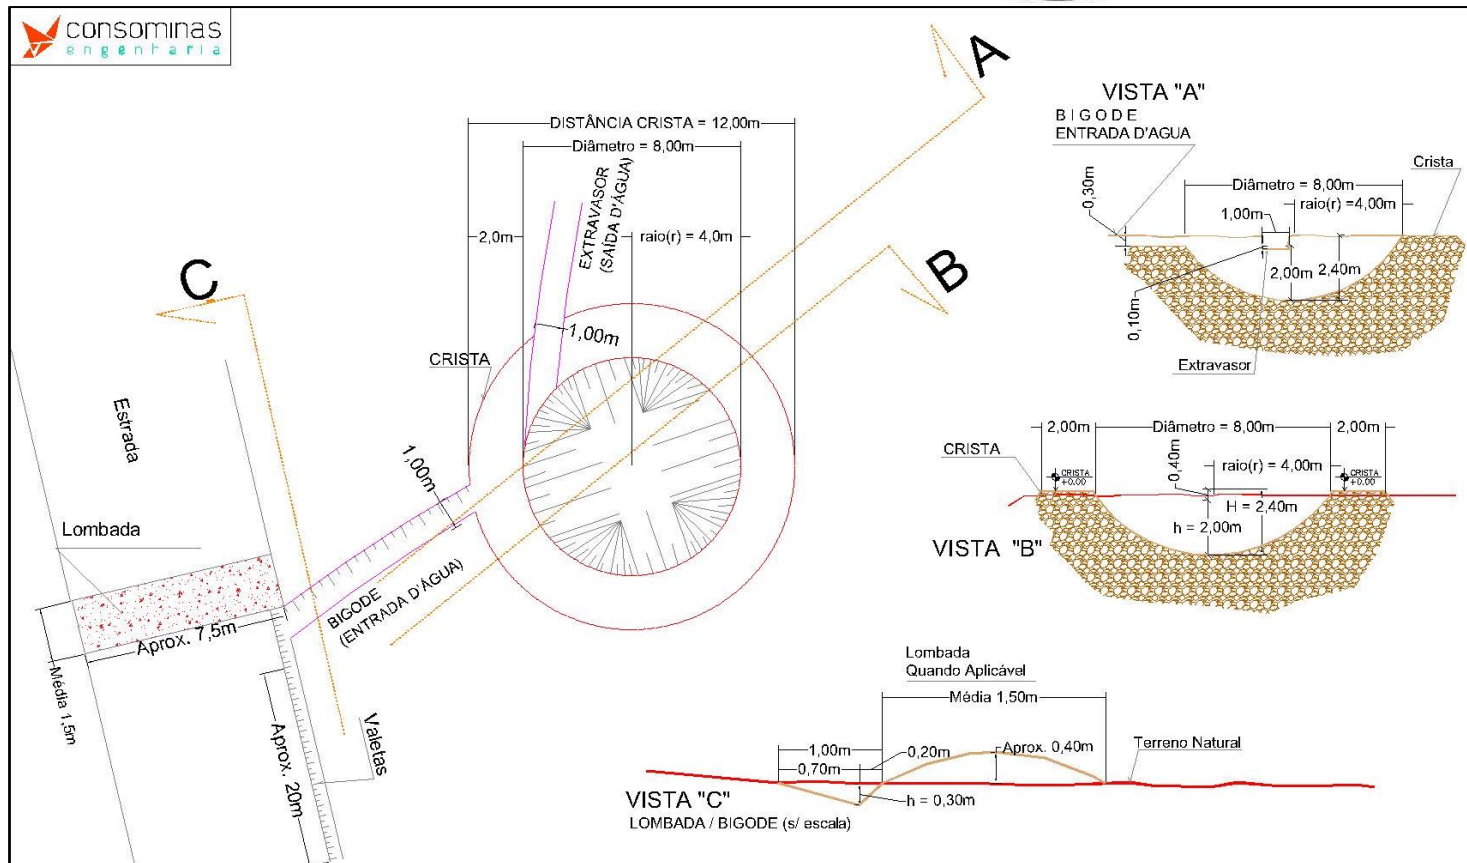 consominas
engenharia
A
DISTÂNCIA CRISTA = 12,00m
Diâmetro = 8,00m
EXTRAVASOR
(SAÍDA D'ÁGUA)
2,0m
raio(r) = 4,0m
B
C
1,00m
CRISTA
Estrada
1,00m
Lombada
BIGODE
(ENTRADA D'ÁGUA)
Aprox. 7,5m
Média 1,5m
Valetas
Aprox. 20m
VISTA "A"
BIGODE
ENTRADA D'AGUA
Crista
0,30m
Diâmetro = 8,00m
raio(r) =4,00m
1,00m
2,00m
2,40m
0,10m
Extravasor
2,00m
Diâmetro = 8,00m
2,00m
CRISTA
0,40m
raio(r) = 4,00m
CRISTA
+0.00
CRISTA
+0.00
H = 2,40m
h = 2,00m
VISTA "B"
Lombada
Quando Aplicável
Média 1,50m
1,00m
0,20m
Aprox. 0,40m
Terreno Natural
0,70m
h = 0,30m
VISTA "C"
LOMBADA / BIGODE (s/ escala)